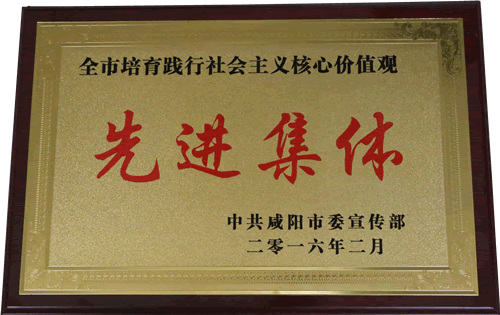 全市培育践行社会主义核心价值观
先进集体
中共咸阳市委宣传部
二零一六年二月